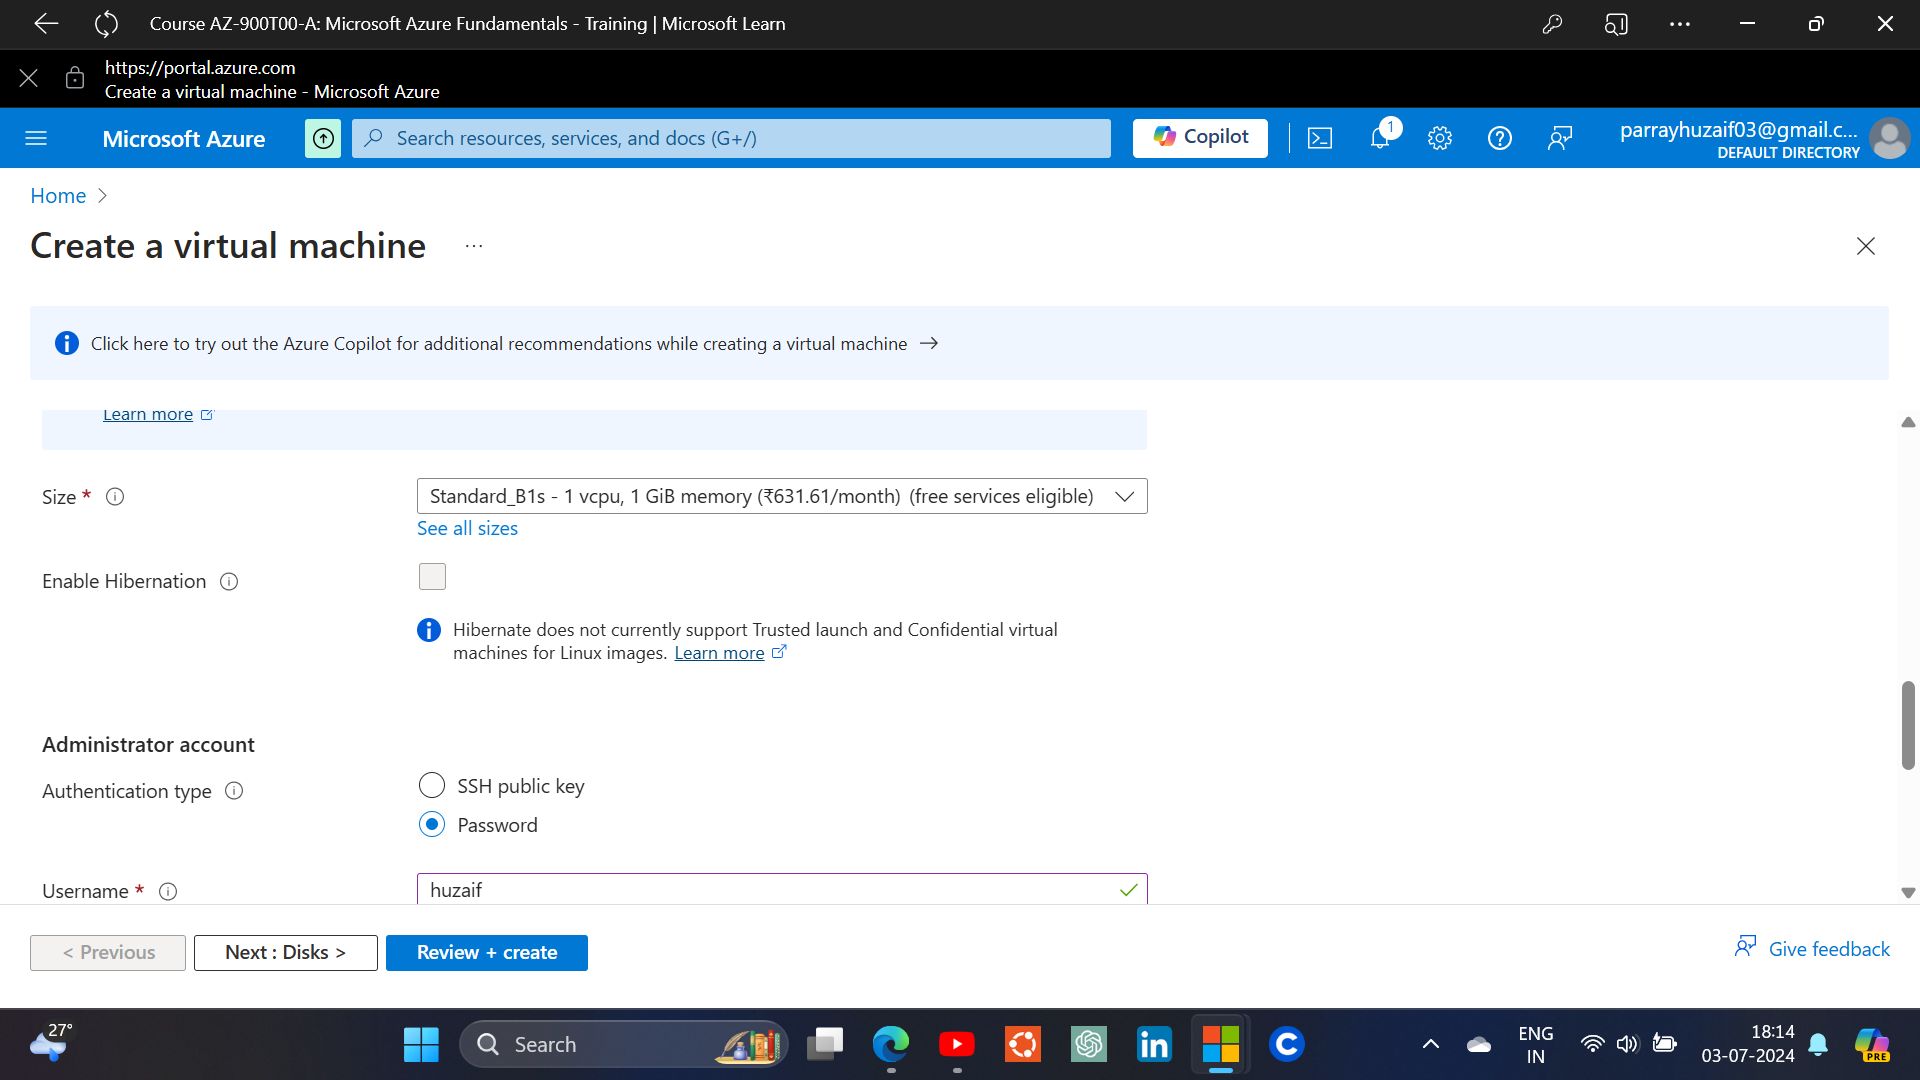 Course AZ-900T00-A: Microsoft Azure Fundamentals - Training | Microsoft Learn
https://portal.azure.com
Create a virtual machine - Microsoft Azure
Microsoft Azure
Search resources, services, and docs (G+/)
Copilot
1
parrayhuzaif03@gmail.c...
DEFAULT DIRECTORY
Home
Create a virtual machine
Click here to try out the Azure Copilot for additional recommendations while creating a virtual machine
Learn more
Size *
Standard_B1s - 1 vcpu, 1 GiB memory (₹631.61/month) (free services eligible)
See all sizes
Enable Hibernation
Hibernate does not currently support Trusted launch and Confidential virtual
machines for Linux images. Learn more
Administrator account
Authentication type
SSH public key
Password
Username *
huzaif
< Previous
Next : Disks >
Review + create
Give feedback
27°
Search
in
C
ENG
IN
18:14
03-07-2024
PRE